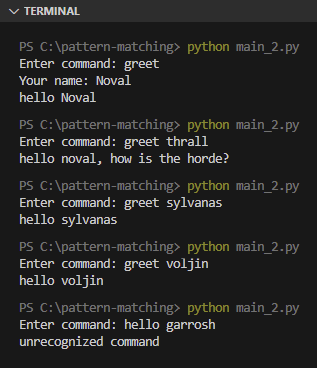 TERMINAL
PS C:\pattern-matching> python main_2.py
Enter command: greet
Your name: Noval
hello Noval
PS C:\pattern-matching> python main_2.py
Enter command: greet thrall
hello noval, how is the horde?
PS C:\pattern-matching> python main_2.py
Enter command: greet sylvanas
hello sylvanas
PS C:\pattern-matching> python main_2.py
Enter command: greet voljin
hello voljin
PS C:\pattern-matching> python main_2.py
Enter command: hello garrosh
unrecognized command